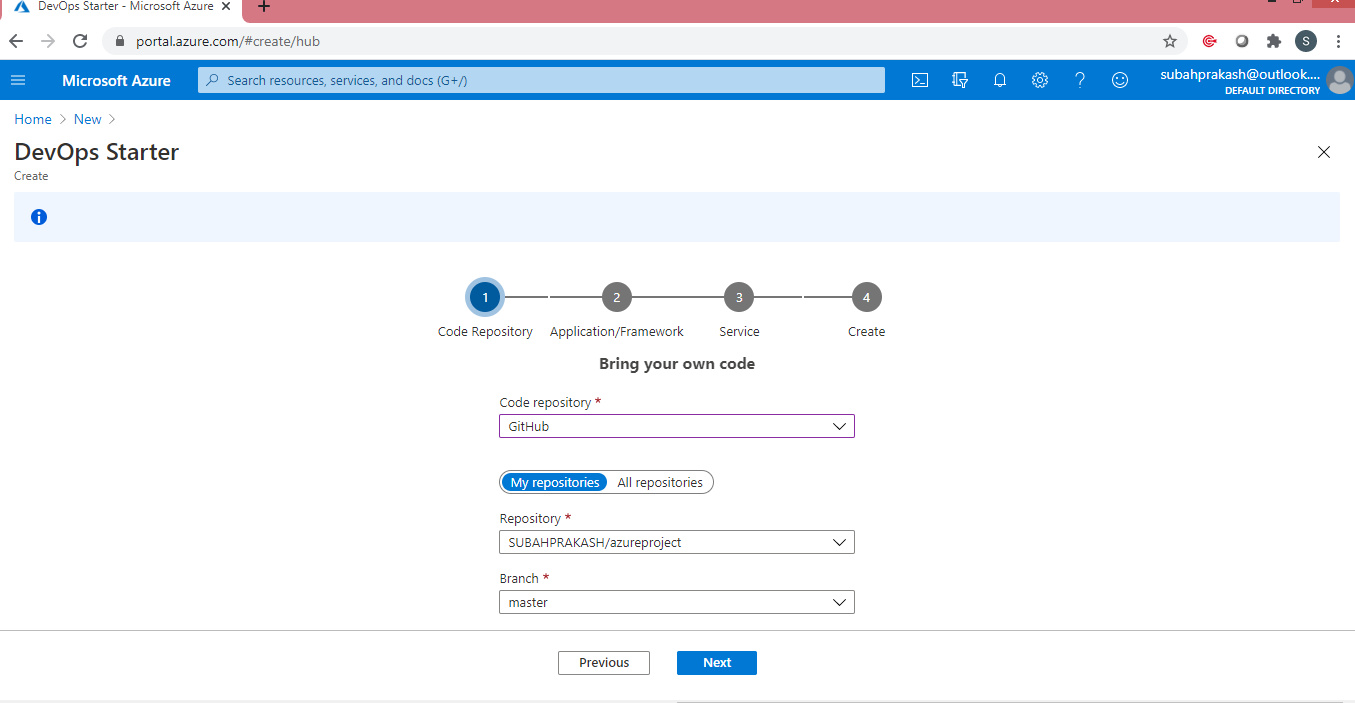 DevOps Starter - Microsoft Azure
portal.azure.com/#create/hub
S
Microsoft Azure
Search resources, services, and docs (G+/)
subahprakash@outlook....
DEFAULT DIRECTORY
Home > New >
DevOps Starter
Create
1 2 3 4
Code Repository Application/Framework Service Create
Bring your own code
Code repository *
GitHub
My repositories All repositories
Repository *
SUBAHPRAKASH/azureproject
Branch *
master
Previous Next